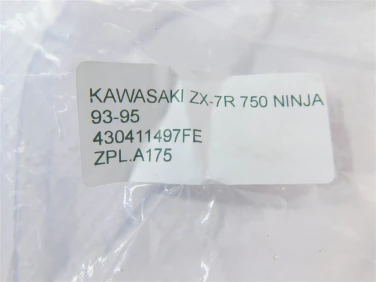 KAWASAKI ZX-7R 750 NINJA
93-95
430411497FE
ZPL.A175